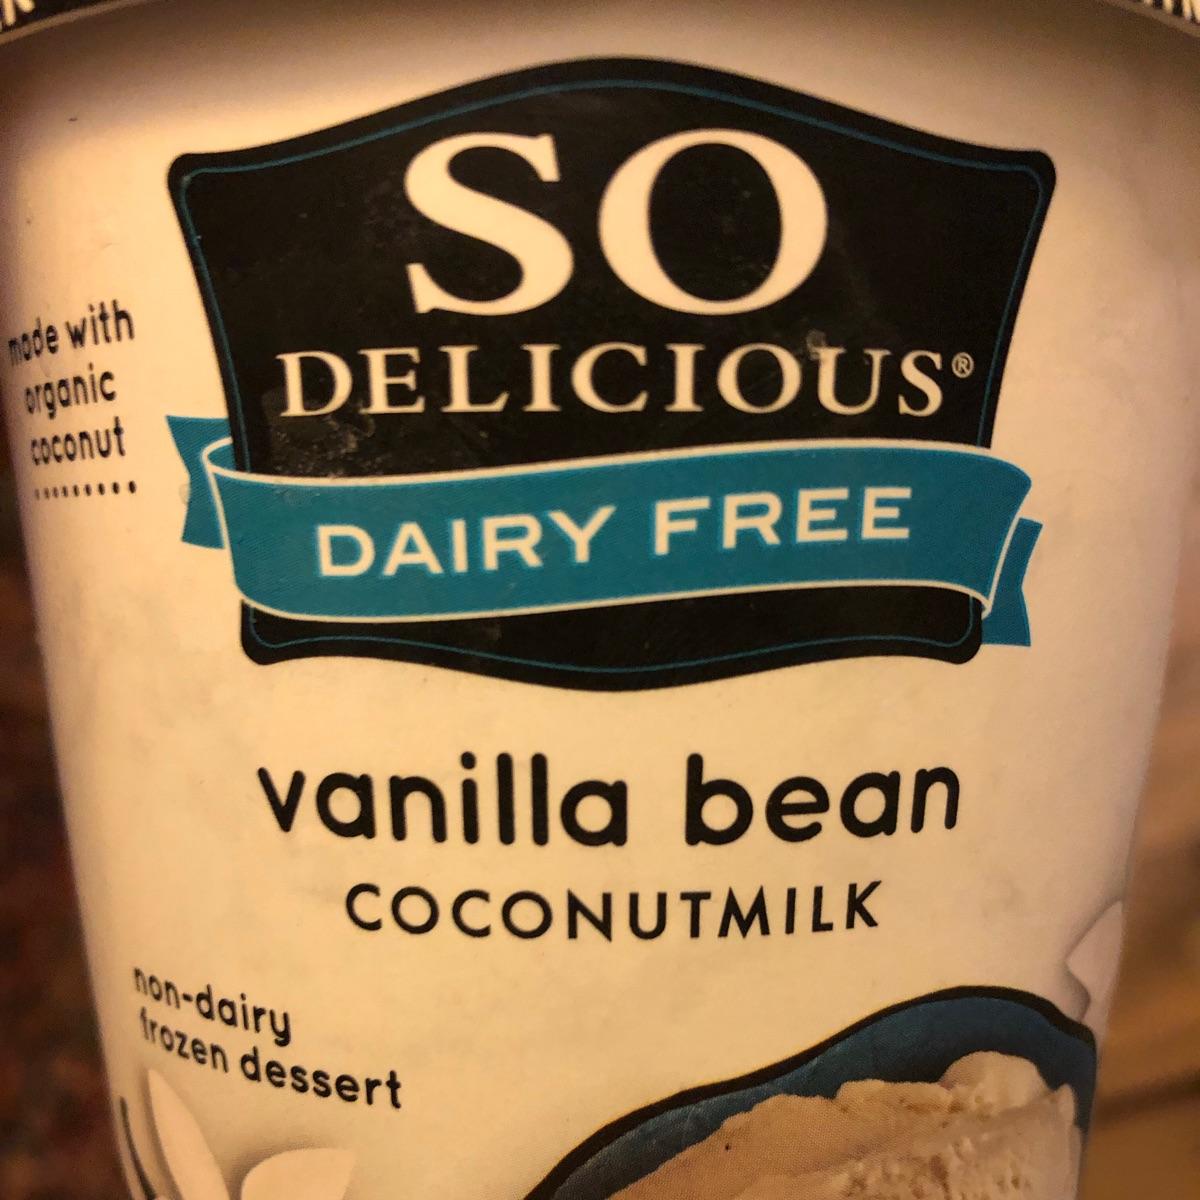 SO
DELICIOUS®
DAIRY FREE
made with
organic
coconut
vanilla bean
COCONUTMILK
non-dairy
frozen dessert